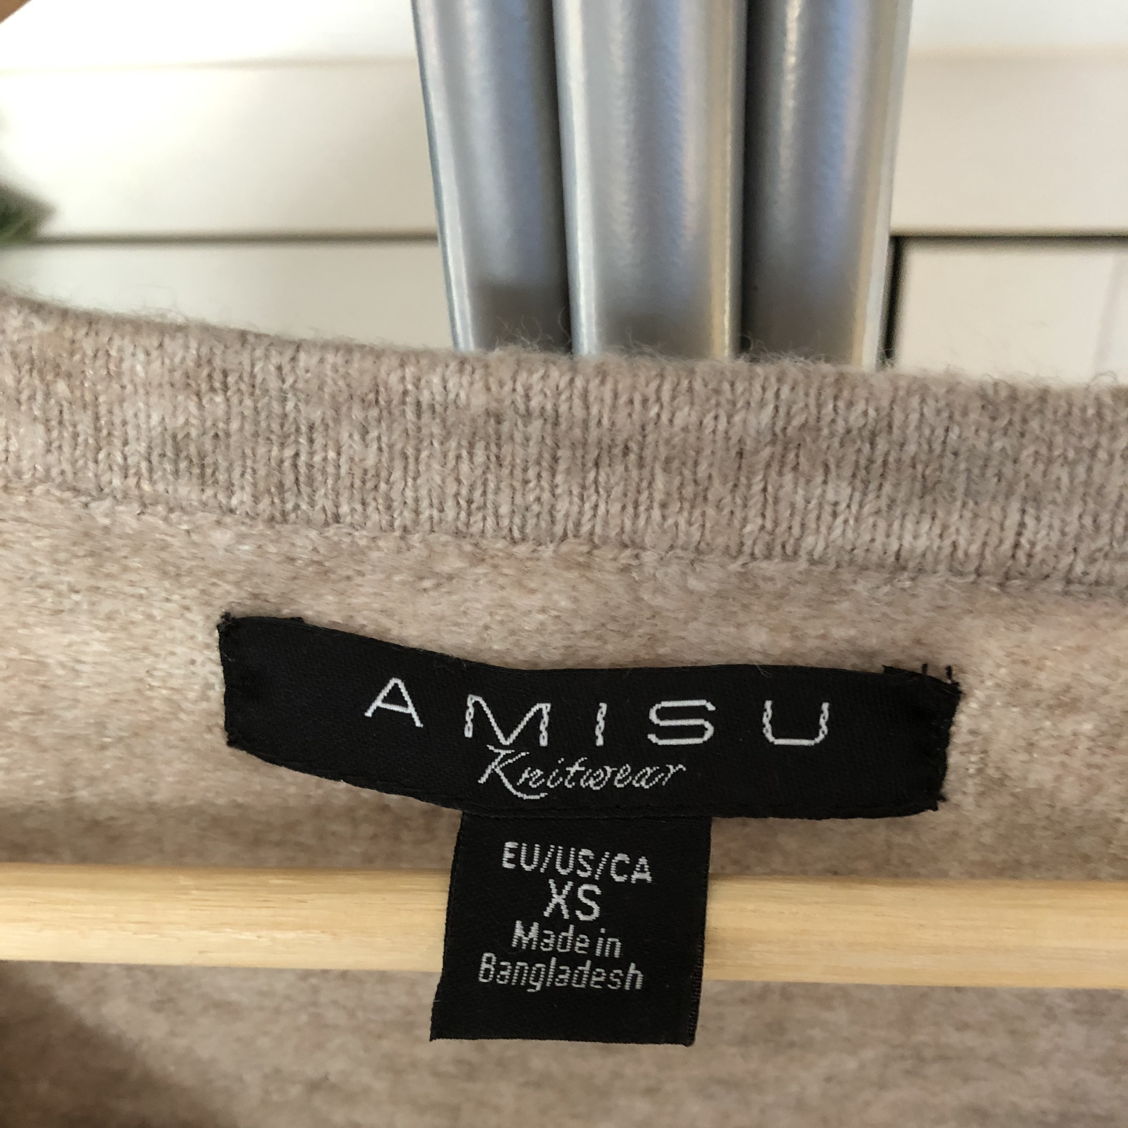 AMISU
Knitwear
EU/US/CA
XS
Made in
Bangladesh